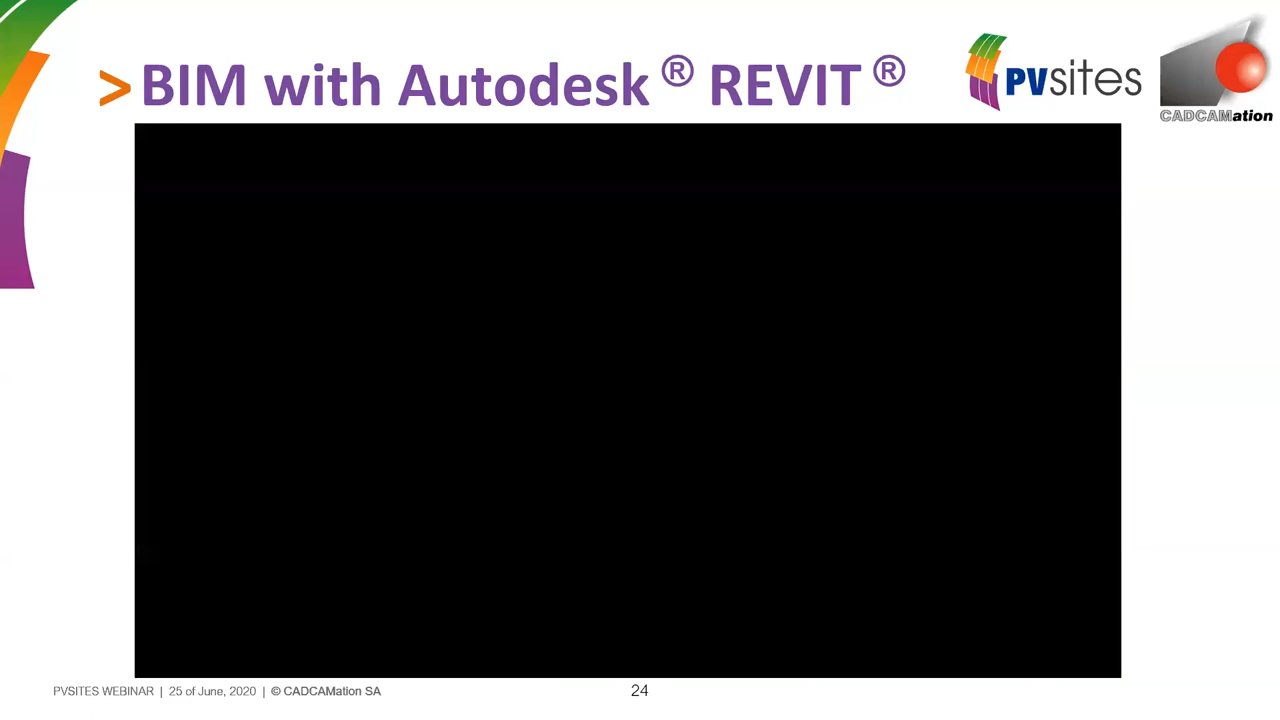 > BIM with Autodesk ® REVIT ®
PVsites
CADCAMation
PVSITES WEBINAR | 25 of June, 2020 | © CADCAMation SA
24